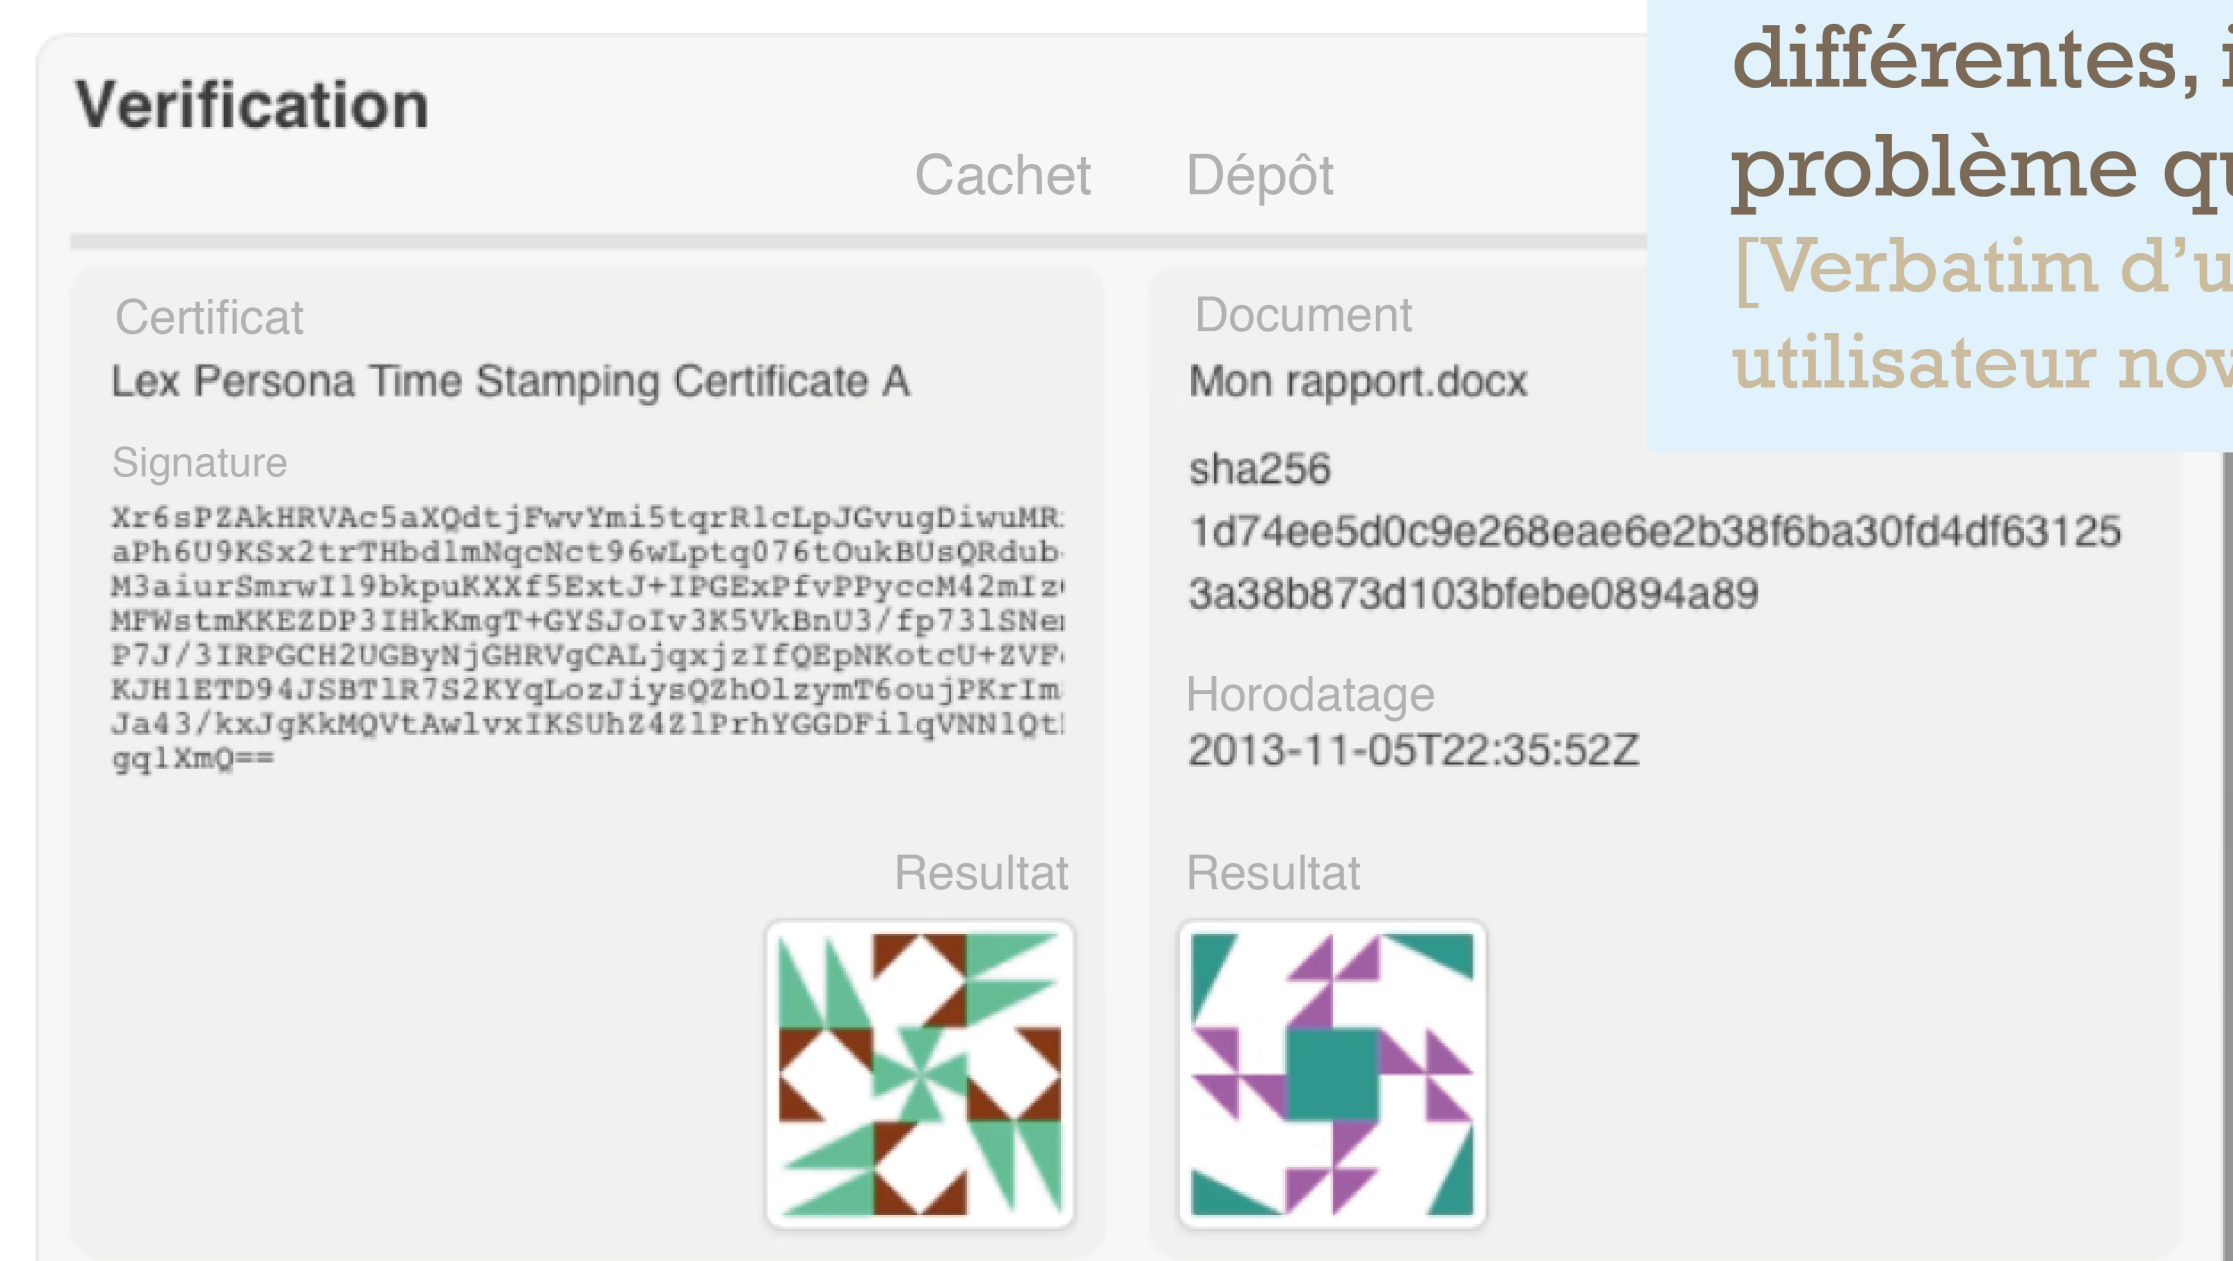 Verification
Cachet
Dépôt
Certificat
Lex Persona Time Stamping Certificate A
Signature
Xr6sPZAkHRVAc5aXQdtjFwvYmi5tqrRlcLpJGvugDiwuMR
aPh6U9KSx2trTHbdlmNqcNct96wLptq076tOukBUsQRdub
M3aiurSmrwIl9bkpuKXXf5ExtJ+IPGExPfvPPyccM42mIz
MFWstmKKEZDP3IHkKmgT+GYSJoIv3K5VkBnU3/fp73lSNe
P7J/3IRPGCH2UGByNjGHRVgCALjqxjzIfQEpNKotcU+ZVF
KJHlETD94JSBTlR7S2KYqLozJiysQZhOlzymT6oujPKrIm
Ja43/kxJgKkMQVtAwlvxIKSUhZ4ZlPrhYGGDFilqVNNlQt
gqlXmQ==
Resultat
Document
Mon rapport.docx
sha256
1d74ee5d0c9e268eae6e2b38f6ba30fd4df63125
3a38b873d103bfebe0894a89
Horodatage
2013-11-05T22:35:52Z
Resultat
différentes,
problème
[Verbatim
utilisateur